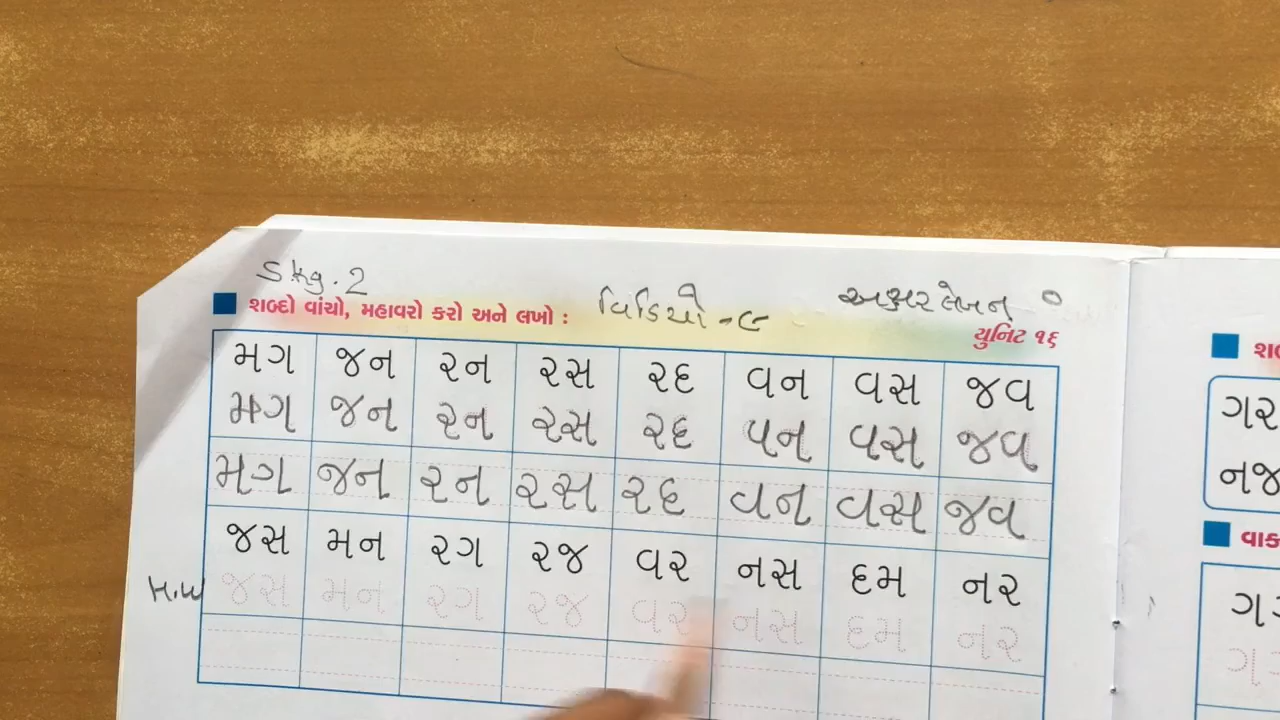 Skg. 2
વિડિયો - ૯
અક્ષરલેખન
શબ્દો વાંચો, મહાવરો કરો અને લખો :
યુનિટ ૧૬
મગ જન રન રસ રદ વન વસ જવ
મગ જન રન રસ રદ વન વસ જવ
મગ જન રન રસ રદ વન વસ જવ
જસ મન રગ રજ વર નસ દમ નર
H.W જસ મન રગ રજ વર નસ દમ નર
ગર
નજ